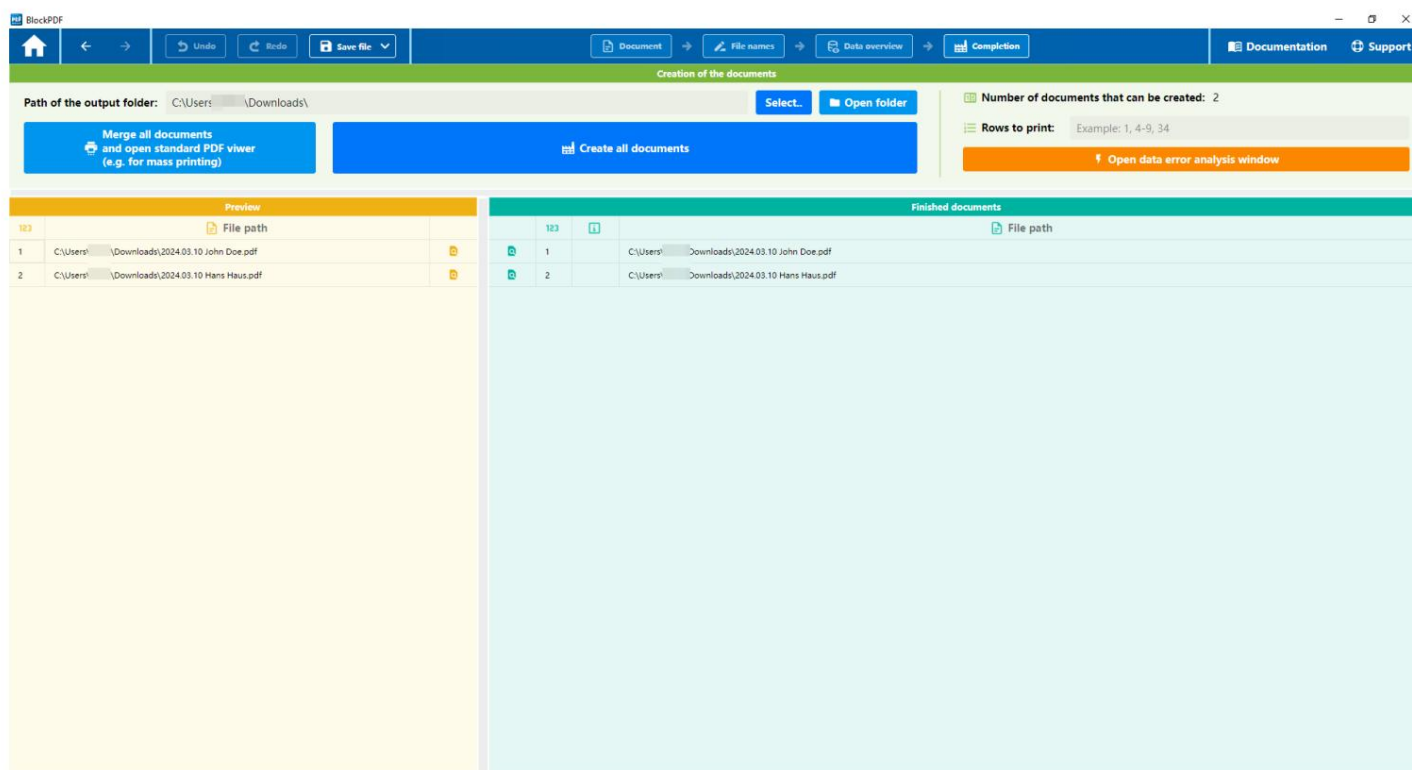 PDF BlockPDF
Undo Redo Save file Document File names Data overview Completion Documentation Support
Creation of the documents
Path of the output folder: C:\Users \Downloads\ Select.. Open folder
Number of documents that can be created: 2
Rows to print: Example: 1, 4-9, 34
Merge all documents
and open standard PDF viwer
(e.g. for mass printing)
Create all documents
Open data error analysis window
Preview
123 File path
1 C:\Users\ \Downloads\2024.03.10 John Doe.pdf
2 C:\Users\ \Downloads\2024.03.10 Hans Haus.pdf
Finished documents
123 File path
1 C:\Users\ Downloads\2024.03.10 John Doe.pdf
2 C:\Users\ Downloads\2024.03.10 Hans Haus.pdf